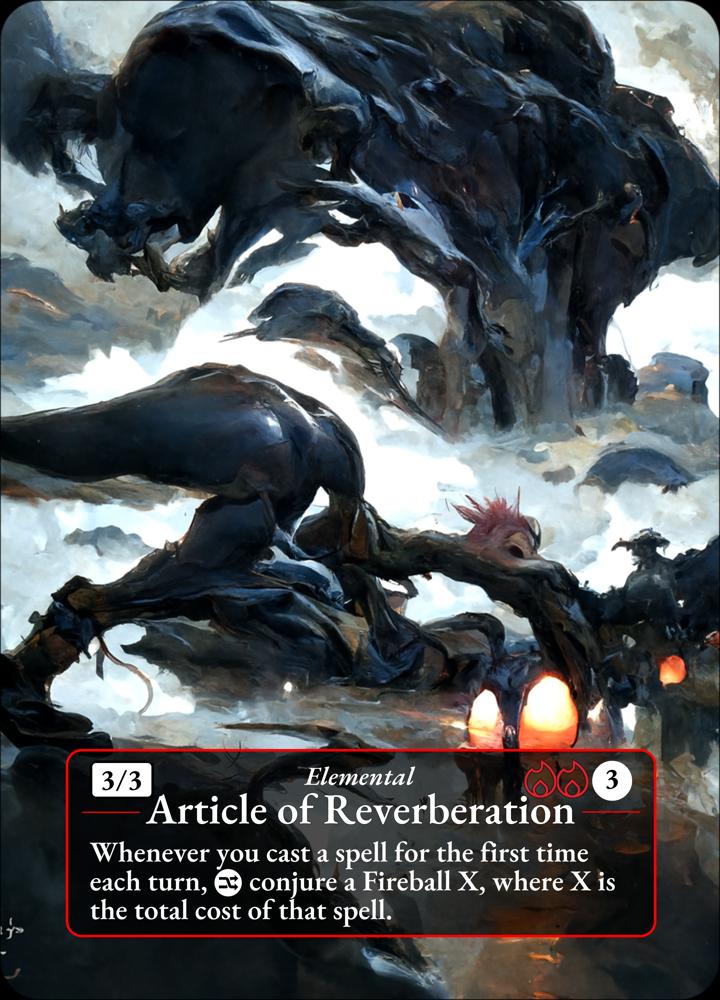 3/3
Elemental
3
Article of Reverberation
Whenever you cast a spell for the first time
each turn, conjure a Fireball X, where X is
the total cost of that spell.